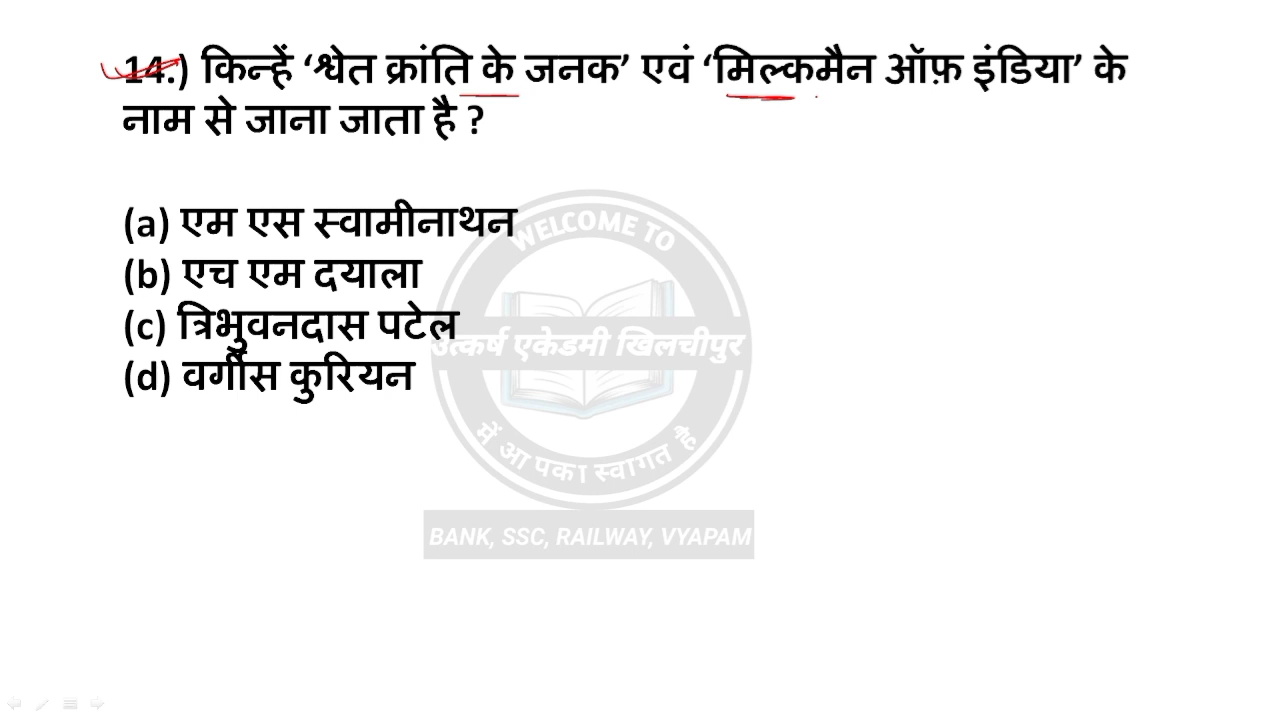 14.) किन्हें ‘श्वेत क्रांति के जनक’ एवं ‘मिल्कमैन ऑफ़ इंडिया’ के
नाम से जाना जाता है ?
(a) एम एस स्वामीनाथन
(b) एच एम दयाला
(c) त्रिभुवनदास पटेल
(d) वर्गीस कुरियन
WELCOME TO
उत्कर्ष एकेडमी खिलचीपुर
में आपका स्वागत है
BANK, SSC, RAILWAY, VYAPAM